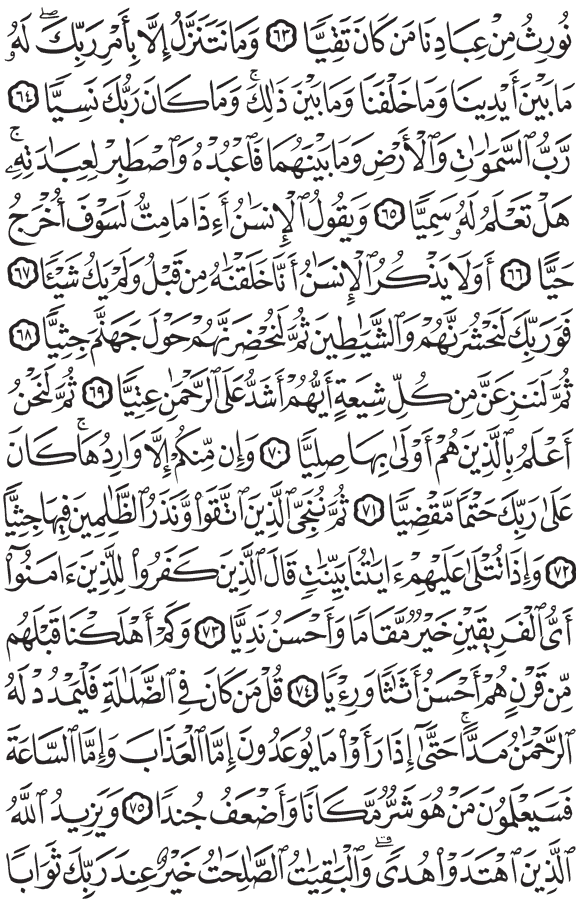 نُورِثُ مِنْ عِبَادِنَا مَن كَانَ تَقِيًّا ۝٦٣ وَمَا نَتَنَزَّلُ إِلَّا بِأَمْرِ رَبِّكَۖ لَهُۥ
مَا بَيْنَ أَيْدِينَا وَمَا خَلْفَنَا وَمَا بَيْنَ ذَٰلِكَۚ وَمَا كَانَ رَبُّكَ نَسِيًّا ۝٦٤
رَّبُّ ٱلسَّمَٰوَٰتِ وَٱلْأَرْضِ وَمَا بَيْنَهُمَا فَٱعْبُدْهُ وَٱصْطَبِرْ لِعِبَٰدَتِهِۦۚ
هَلْ تَعْلَمُ لَهُۥ سَمِيًّا ۝٦٥ وَيَقُولُ ٱلْإِنسَٰنُ أَءِذَا مَا مِتُّ لَسَوْفَ أُخْرَجُ
حَيًّا ۝٦٦ أَوَلَا يَذْكُرُ ٱلْإِنسَٰنُ أَنَّا خَلَقْنَٰهُ مِن قَبْلُ وَلَمْ يَكُ شَيْـًٔا ۝٦٧
فَوَرَبِّكَ لَنَحْشُرَنَّهُمْ وَٱلشَّيَٰطِينَ ثُمَّ لَنُحْضِرَنَّهُمْ حَوْلَ جَهَنَّمَ جِثِيًّا ۝٦٨
ثُمَّ لَنَنزِعَنَّ مِن كُلِّ شِيعَةٍ أَيُّهُمْ أَشَدُّ عَلَى ٱلرَّحْمَٰنِ عِتِيًّا ۝٦٩ ثُمَّ لَنَحْنُ
أَعْلَمُ بِٱلَّذِينَ هُمْ أَوْلَىٰ بِهَا صِلِيًّا ۝٧٠ وَإِن مِّنكُمْ إِلَّا وَارِدُهَاۚ كَانَ
عَلَىٰ رَبِّكَ حَتْمًا مَّقْضِيًّا ۝٧١ ثُمَّ نُنَجِّي ٱلَّذِينَ ٱتَّقَوا۟ وَّنَذَرُ ٱلظَّٰلِمِينَ فِيهَا جِثِيًّا
۝٧٢ وَإِذَا تُتْلَىٰ عَلَيْهِمْ ءَايَٰتُنَا بَيِّنَٰتٍ قَالَ ٱلَّذِينَ كَفَرُوا۟ لِلَّذِينَ ءَامَنُوٓا۟
أَيُّ ٱلْفَرِيقَيْنِ خَيْرٌ مَّقَامًا وَأَحْسَنُ نَدِيًّا ۝٧٣ وَكَمْ أَهْلَكْنَا قَبْلَهُم
مِّن قَرْنٍ هُمْ أَحْسَنُ أَثَٰثًا وَرِءْيًا ۝٧٤ قُلْ مَن كَانَ فِي ٱلضَّلَٰلَةِ فَلْيَمْدُدْ لَهُ
ٱلرَّحْمَٰنُ مَدًّاۚ حَتَّىٰٓ إِذَا رَأَوْا۟ مَا يُوعَدُونَ إِمَّا ٱلْعَذَابَ وَإِمَّا ٱلسَّاعَةَ
فَسَيَعْلَمُونَ مَنْ هُوَ شَرٌّ مَّكَانًا وَأَضْعَفُ جُندًا ۝٧٥ وَيَزِيدُ ٱللَّهُ
ٱلَّذِينَ ٱهْتَدَوْا۟ هُدًىۗ وَٱلْبَٰقِيَٰتُ ٱلصَّٰلِحَٰتُ خَيْرٌ عِندَ رَبِّكَ ثَوَابًا